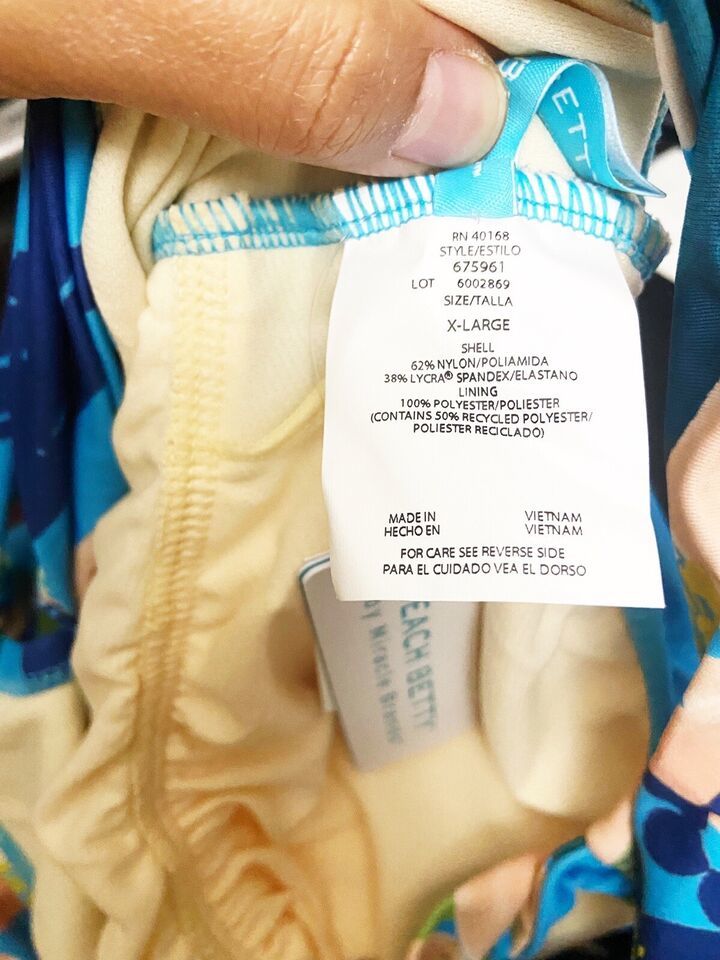 ETT
RN 40168
STYLE/ESTILO
675961
LOT 6002869
SIZE/TALLA
X-LARGE
SHELL
62% NYLON/POLIAMIDA
38% LYCRA® SPANDEX/ELASTANO
LINING
100% POLYESTER/POLIESTER
(CONTAINS 50% RECYCLED POLYESTER/
POLIESTER RECICLADO)
MADE IN VIETNAM
HECHO EN VIETNAM
FOR CARE SEE REVERSE SIDE
PARA EL CUIDADO VEA EL DORSO
EACH BETTY
by Miracle Brands